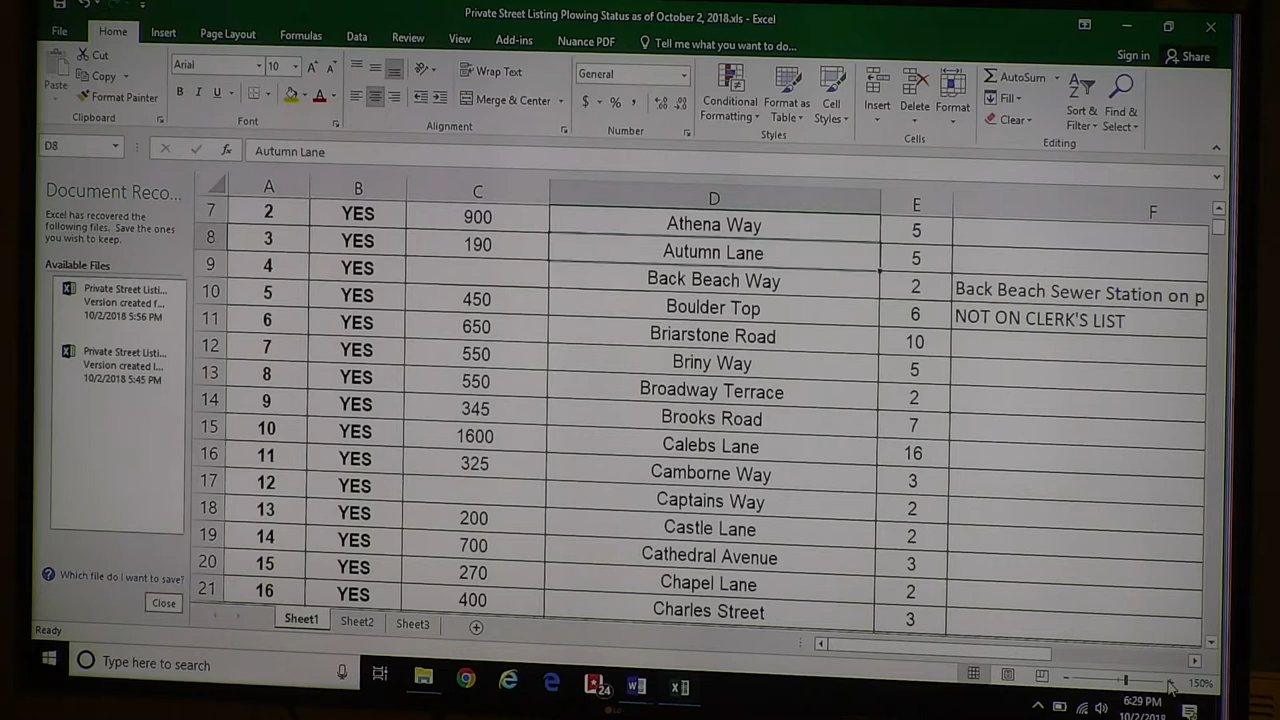 Private Street Listing Plowing Status as of October 2, 2018.xls - Excel
File Home Insert Page Layout Formulas Data Review View Add-ins Nuance PDF Tell me what you want to do... Sign in Share
Paste Cut Copy Format Painter Clipboard
Arial 10 A A B I U A Font
Wrap Text Merge & Center Alignment
General $ % , Number
Conditional Formatting Format as Table Cell Styles Styles
Insert Delete Format Cells
AutoSum Fill Clear Sort & Filter Find & Select Editing
D8 fx Autumn Lane
Document Reco...
Excel has recovered the
following files. Save the ones
you wish to keep.
Available Files
Private Street Listi...
Version created f...
10/2/2018 5:56 PM
Private Street Listi...
Version created l...
10/2/2018 5:45 PM
Which file do I want to save?
Close
A B C D E F
7 2 YES 900 Athena Way 5
8 3 YES 190 Autumn Lane 5
9 4 YES Back Beach Way 2 Back Beach Sewer Station on p
10 5 YES 450 Boulder Top 6 NOT ON CLERK'S LIST
11 6 YES 650 Briarstone Road 10
12 7 YES 550 Briny Way 5
13 8 YES 550 Broadway Terrace 2
14 9 YES 345 Brooks Road 7
15 10 YES 1600 Calebs Lane 16
16 11 YES 325 Camborne Way 3
17 12 YES Captains Way 2
18 13 YES 200 Castle Lane 2
19 14 YES 700 Cathedral Avenue 3
20 15 YES 270 Chapel Lane 2
21 16 YES 400 Charles Street 3
Sheet1 Sheet2 Sheet3
Ready 150%
Type here to search 24 6:29 PM
10/2/2018
LG